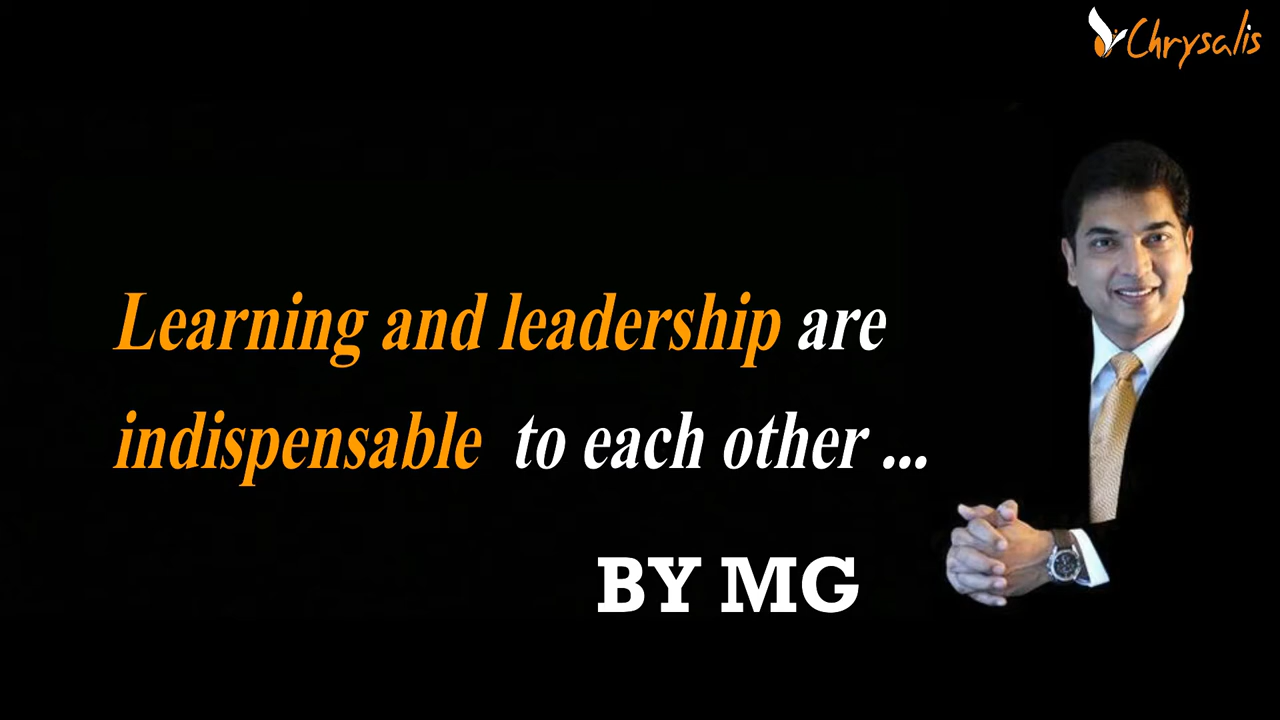 Chrysalis
Learning and leadership are
indispensable to each other ...
BY MG